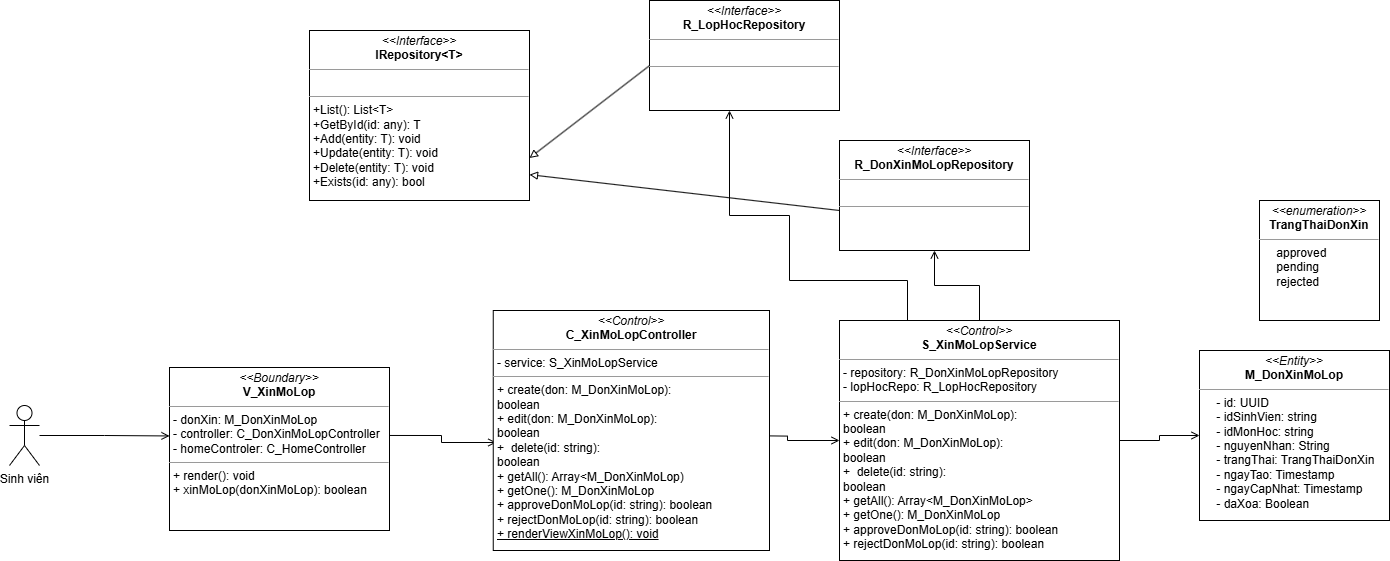 <<Interface>>
R_LopHocRepository
<<Interface>>
IRepository<T>
+List(): List<T>
+GetById(id: any): T
+Add(entity: T): void
+Update(entity: T): void
+Delete(entity: T): void
+Exists(id: any): bool
<<Interface>>
R_DonXinMoLopRepository
<<enumeration>>
TrangThaiDonXin
approved
pending
rejected
Sinh viên
<<Boundary>>
V_XinMoLop
- donXin: M_DonXinMoLop
- controller: C_DonXinMoLopController
- homeControler: C_HomeController
+ render(): void
+ xinMoLop(donXinMoLop): boolean
<<Control>>
C_XinMoLopController
- service: S_XinMoLopService
+ create(don: M_DonXinMoLop):
boolean
+ edit(don: M_DonXinMoLop):
boolean
+  delete(id: string):
boolean
+ getAll(): Array<M_DonXinMoLop)
+ getOne(): M_DonXinMoLop
+ approveDonMoLop(id: string): boolean
+ rejectDonMoLop(id: string): boolean
+ renderViewXinMoLop(): void
<<Control>>
S_XinMoLopService
- repository: R_DonXinMoLopRepository
- lopHocRepo: R_LopHocRepository
+ create(don: M_DonXinMoLop):
boolean
+ edit(don: M_DonXinMoLop):
boolean
+  delete(id: string):
boolean
+ getAll(): Array<M_DonXinMoLop>
+ getOne(): M_DonXinMoLop
+ approveDonMoLop(id: string): boolean
+ rejectDonMoLop(id: string): boolean
<<Entity>>
M_DonXinMoLop
- id: UUID
- idSinhVien: string
- idMonHoc: string
- nguyenNhan: String
- trangThai: TrangThaiDonXin
- ngayTao: Timestamp
- ngayCapNhat: Timestamp
- daXoa: Boolean